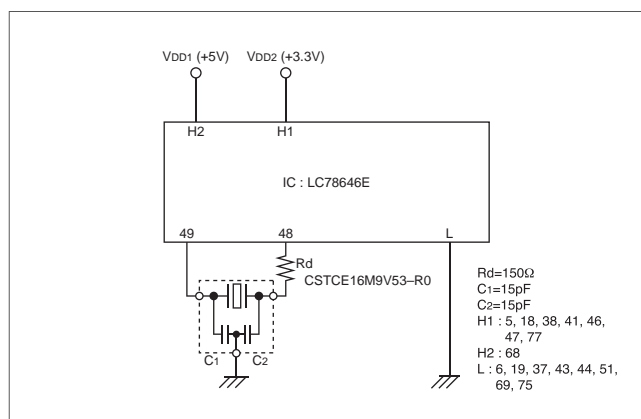 VDD1 (+5V)
VDD2 (+3.3V)
H2
H1
IC : LC78646E
49
48
L
Rd
CSTCE16M9V53–R0
C1
C2
Rd=150Ω
C1=15pF
C2=15pF
H1 : 5, 18, 38, 41, 46,
47, 77
H2 : 68
L : 6, 19, 37, 43, 44, 51,
69, 75